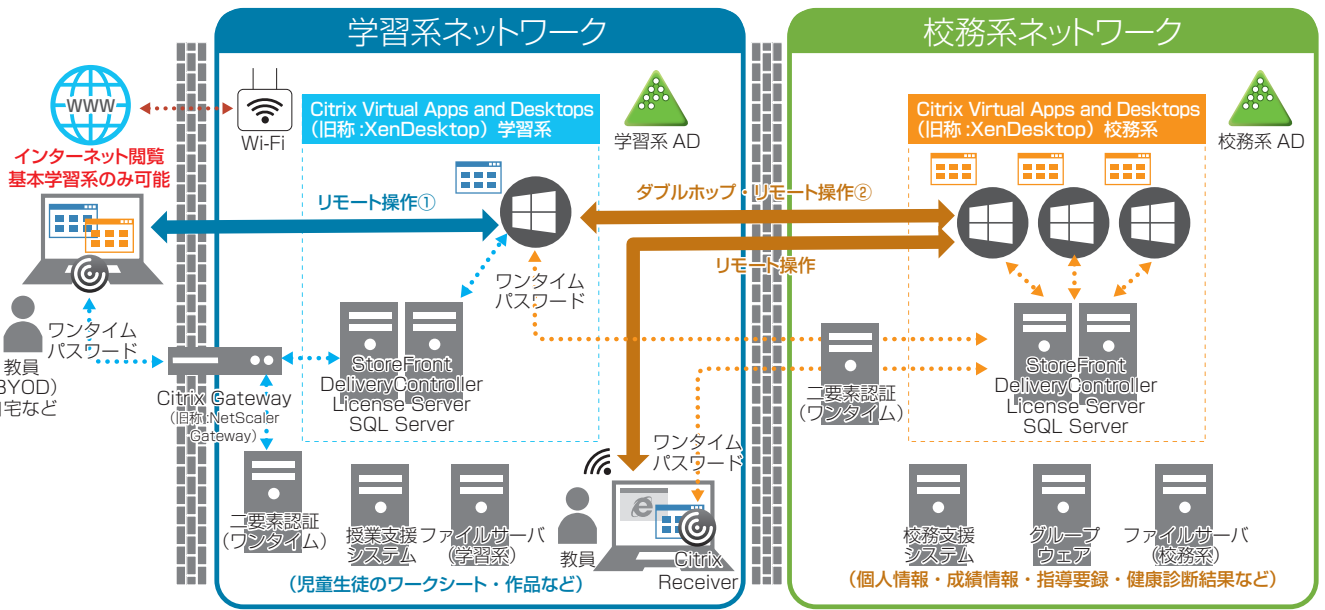 学習系ネットワーク
校務系ネットワーク
WWW
インターネット閲覧
基本学習系のみ可能
Wi-Fi
Citrix Virtual Apps and Desktops
（旧称：XenDesktop）学習系
学習系 AD
Citrix Virtual Apps and Desktops
（旧称：XenDesktop）校務系
校務系 AD
リモート操作①
ダブルホップ・リモート操作②
リモート操作
ワンタイム
パスワード
ワンタイム
パスワード
教員
BYOD）
宅など
Citrix Gateway
（旧称：NetScaler
Gateway）
StoreFront
DeliveryController
License Server
SQL Server
二要素認証
（ワンタイム）
StoreFront
DeliveryController
License Server
SQL Server
ワンタイム
パスワード
二要素認証
（ワンタイム）
授業支援
システム
ファイルサーバ
（学習系）
教員
Citrix
Receiver
（児童生徒のワークシート・作品など）
校務支援
システム
グループ
ウェア
ファイルサーバ
（校務系）
（個人情報・成績情報・指導要録・健康診断結果など）